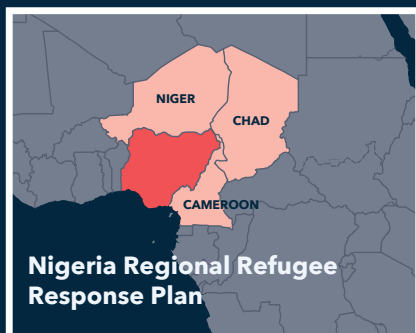 NIGER
CHAD
CAMEROON
Nigeria Regional Refugee
Response Plan